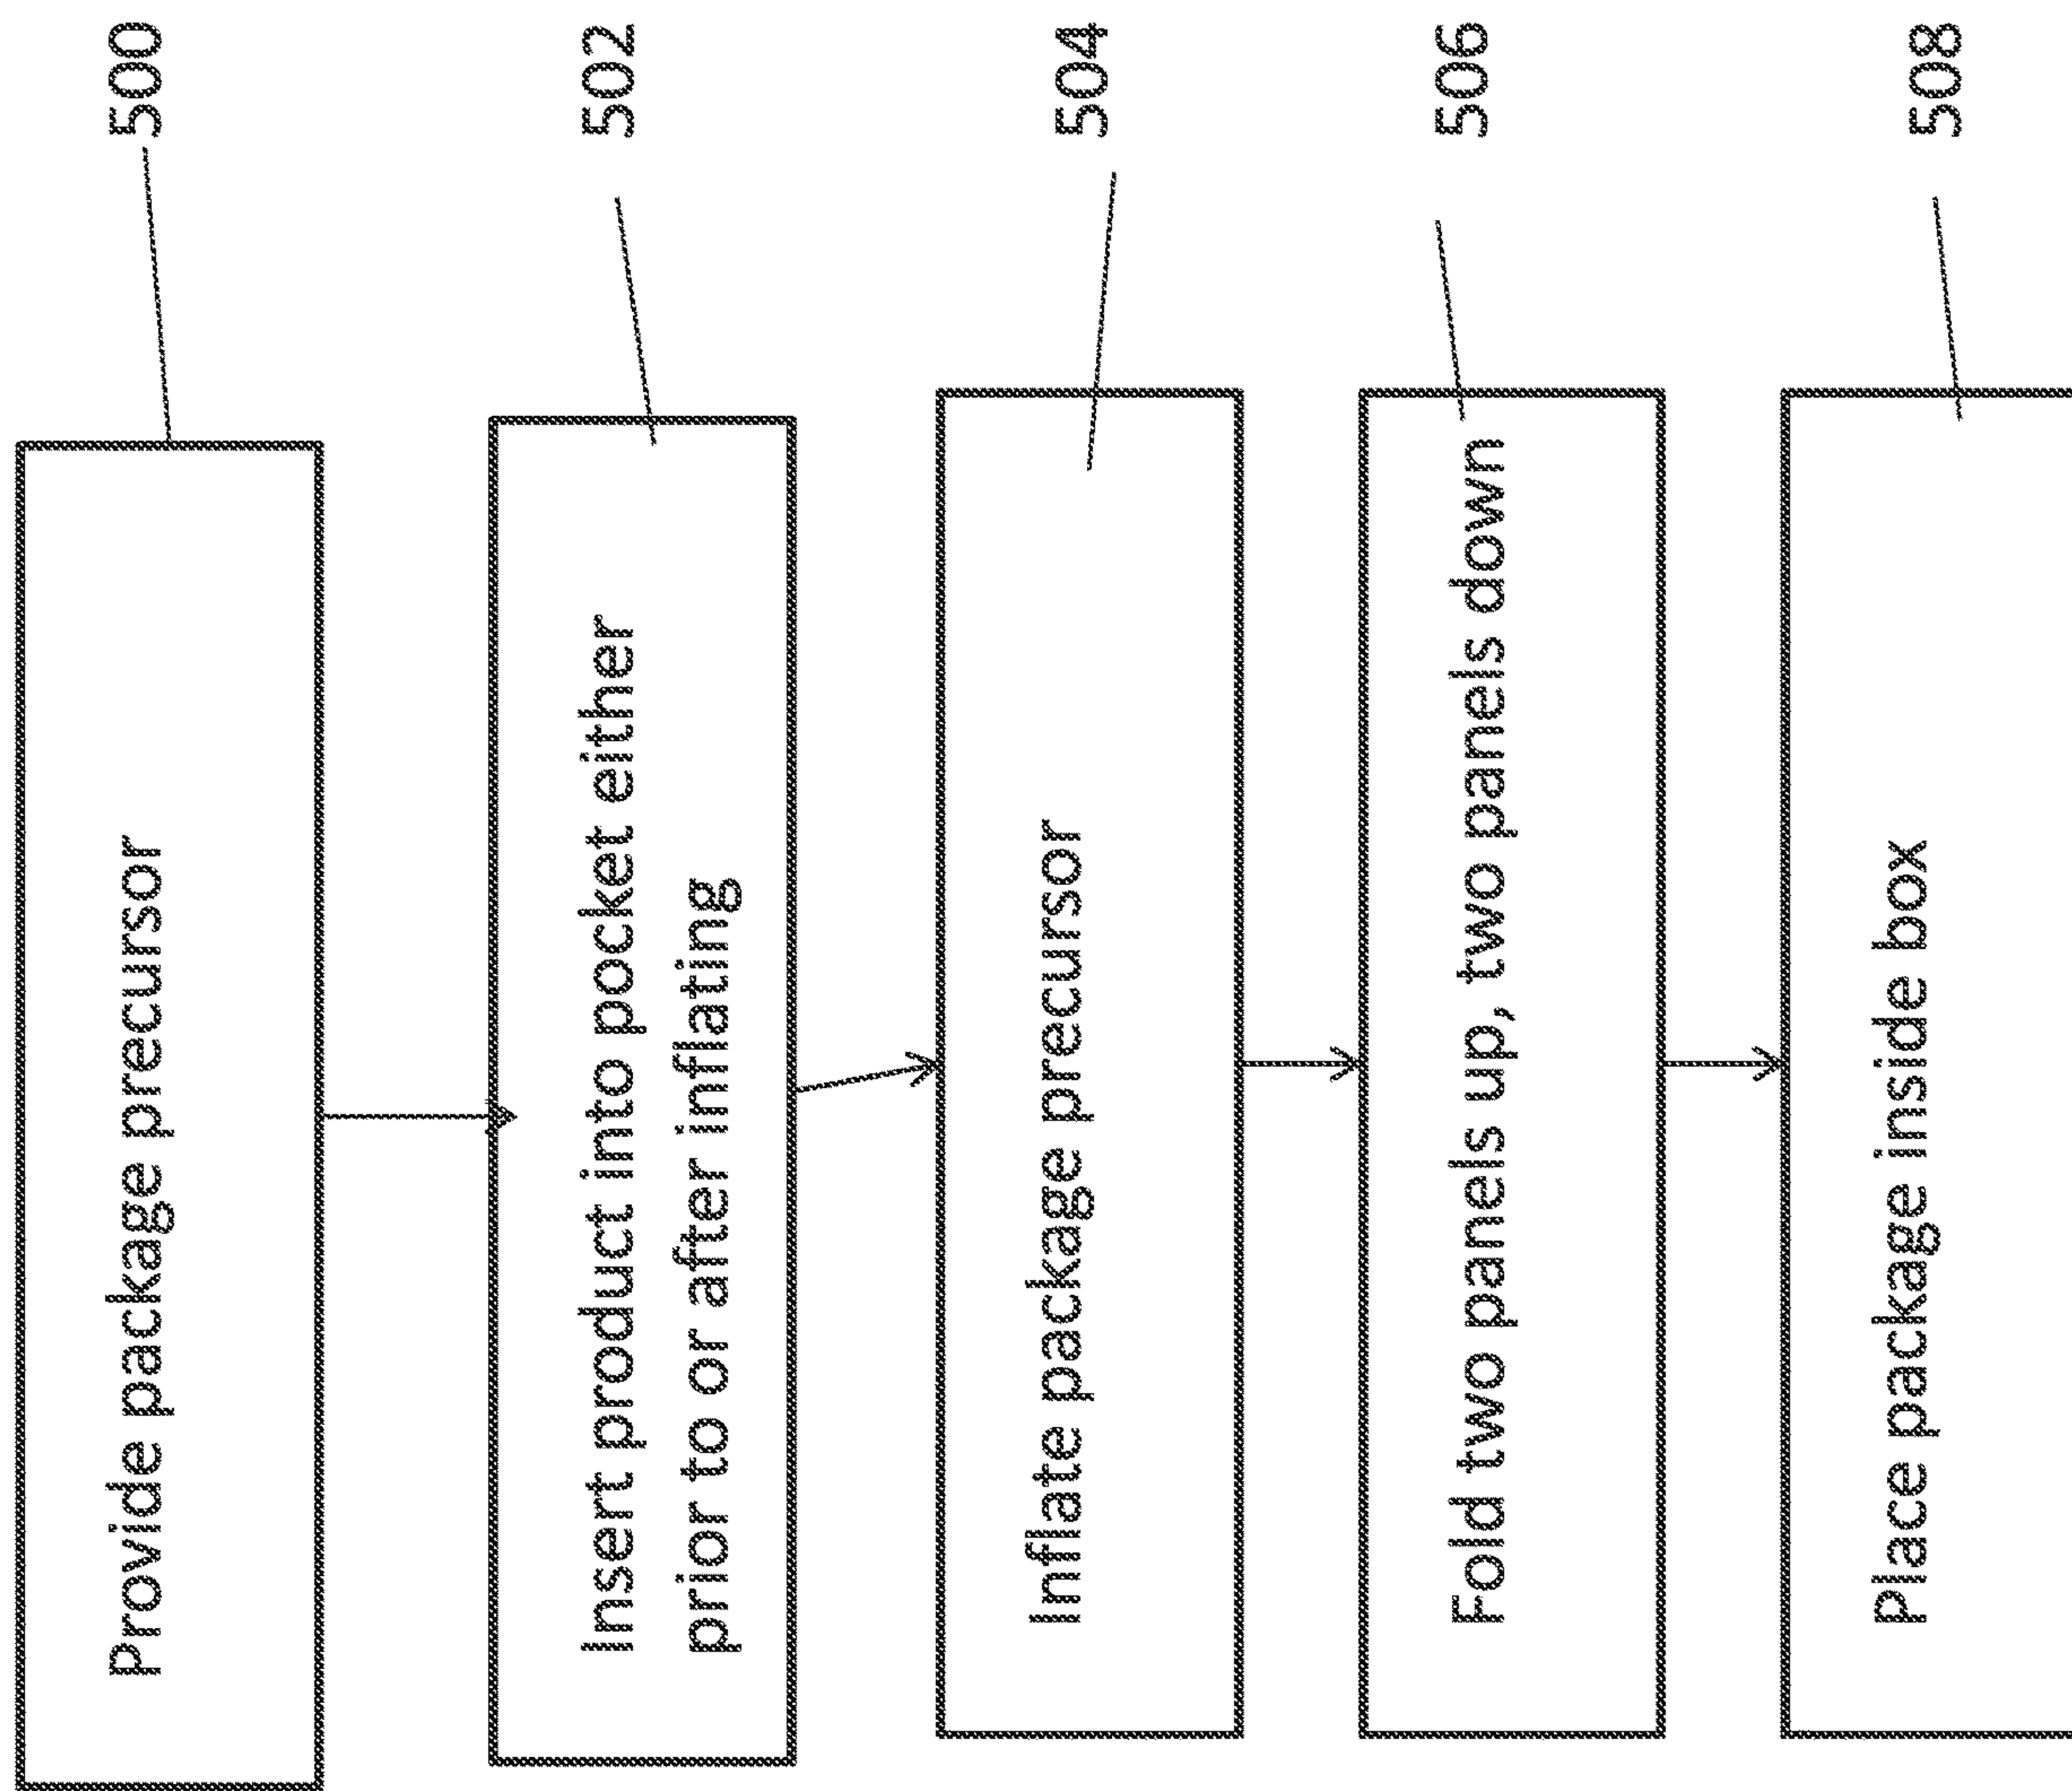 Provide package precursor
500
Insert product into pocket either
prior to or after inflating
502
Inflate package precursor
504
Fold two panels up, two panels down
506
Place package inside box
508